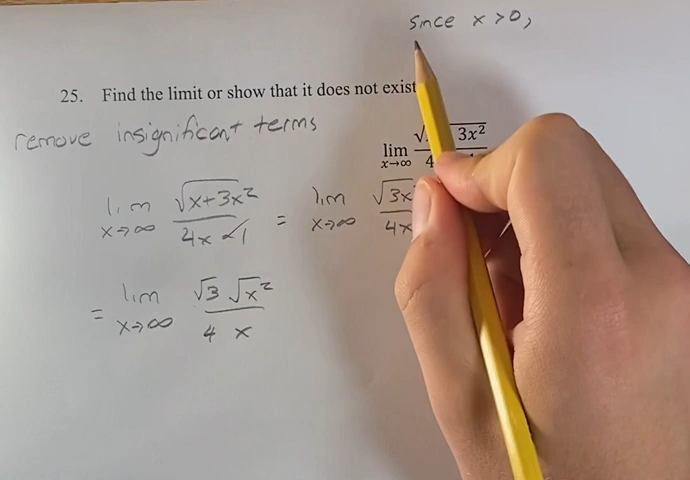 since x > 0,
25. Find the limit or show that it does not exist
remove insignificant terms
lim x→∞ √ 3x² 4
lim x→∞ √x+3x² / 4x -1 = lim x→∞ √3x / 4x
= lim x→∞ √3 √x² / 4 x